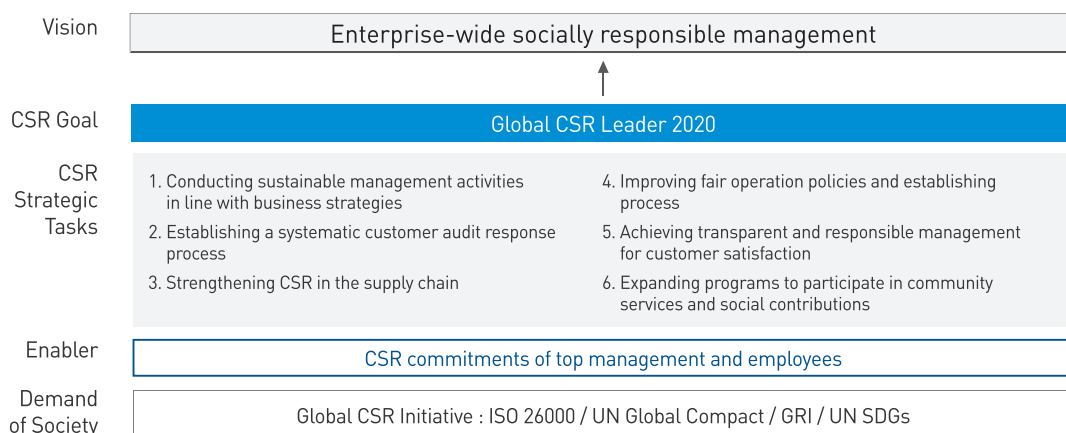 Vision
Enterprise-wide socially responsible management
CSR Goal
Global CSR Leader 2020
CSR
Strategic
Tasks
1. Conducting sustainable management activities
in line with business strategies
2. Establishing a systematic customer audit response
process
3. Strengthening CSR in the supply chain
4. Improving fair operation policies and establishing
process
5. Achieving transparent and responsible management
for customer satisfaction
6. Expanding programs to participate in community
services and social contributions
Enabler
CSR commitments of top management and employees
Demand
of Society
Global CSR Initiative : ISO 26000 / UN Global Compact / GRI / UN SDGs